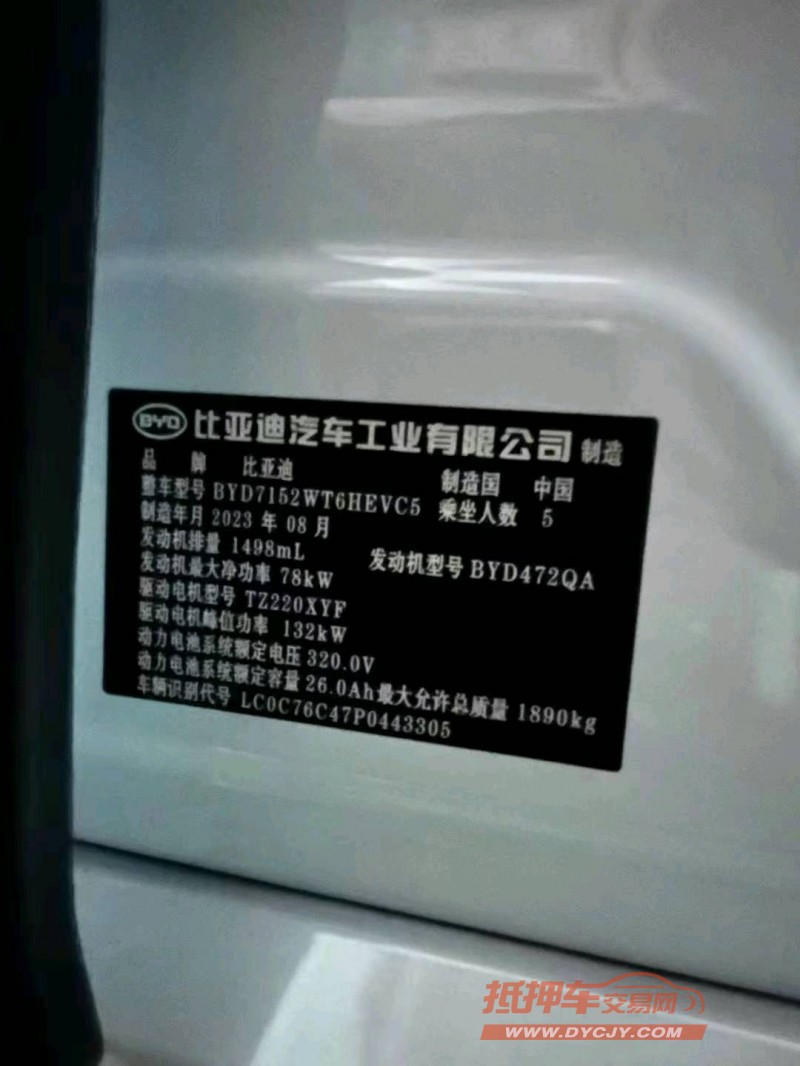 BYD 比亚迪汽车工业有限公司 制造
品 牌 比亚迪 制造国 中国
整车型号 BYD7152WT6HEVC5 乘坐人数 5
制造年月 2023 年 08 月
发动机排量 1498mL 发动机型号 BYD472QA
发动机最大净功率 78kW
驱动电机型号 TZ220XYF
驱动电机峰值功率 132kW
动力电池系统额定电压 320.0V
动力电池系统额定容量 26.0Ah 最大允许总质量 1890kg
车辆识别代号 LC0C76C47P0443305
抵押车交易网
WWW.DYCJY.COM